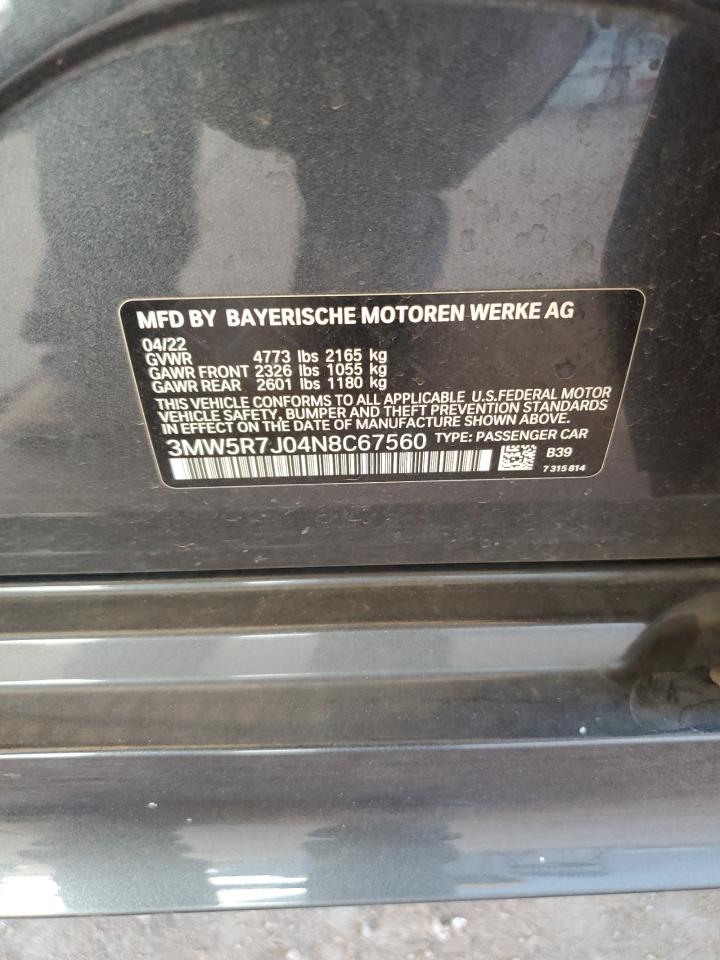 MFD BY BAYERISCHE MOTOREN WERKE AG
04/22
GVWR 4773 lbs 2165 kg
GAWR FRONT 2326 lbs 1055 kg
GAWR REAR 2601 lbs 1180 kg
THIS VEHICLE CONFORMS TO ALL APPLICABLE U.S.FEDERAL MOTOR
VEHICLE SAFETY, BUMPER AND THEFT PREVENTION STANDARDS
IN EFFECT ON THE DATE OF MANUFACTURE SHOWN ABOVE.
3MW5R7J04N8C67560 TYPE: PASSENGER CAR
B39
7 315 814